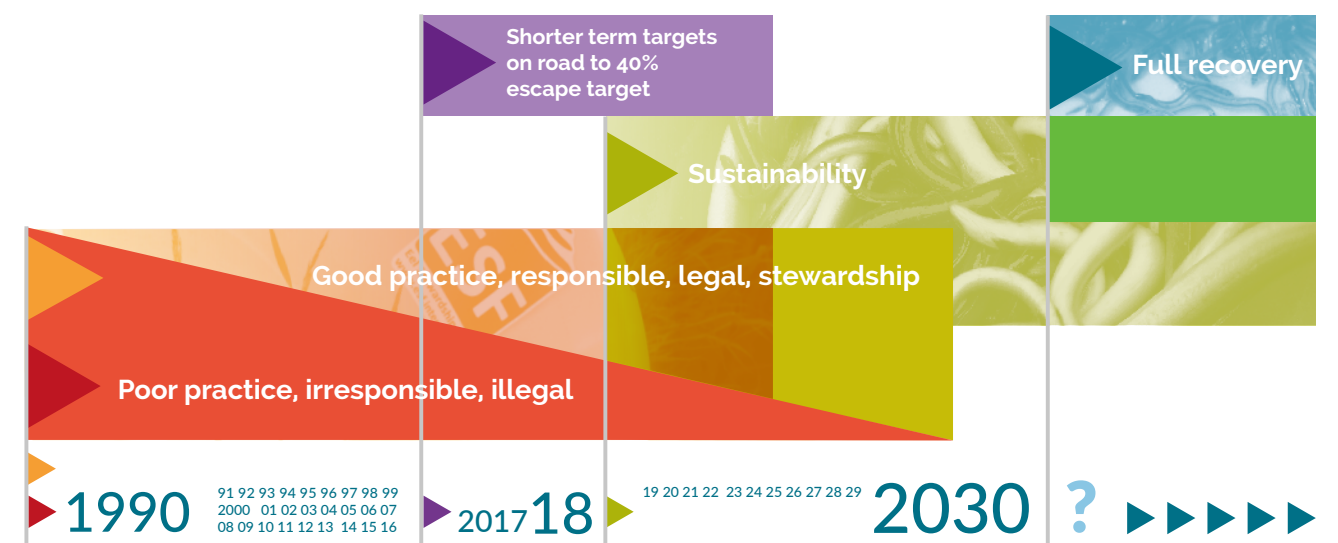 Shorter term targets
on road to 40%
escape target
Full recovery
Sustainability
Good practice, responsible, legal, stewardship
ESF
Poor practice, irresponsible, illegal
1990
91 92 93 94 95 96 97 98 99
2000 01 02 03 04 05 06 07
08 09 10 11 12 13 14 15 16
2017 18
19 20 21 22 23 24 25 26 27 28 29
2030
?